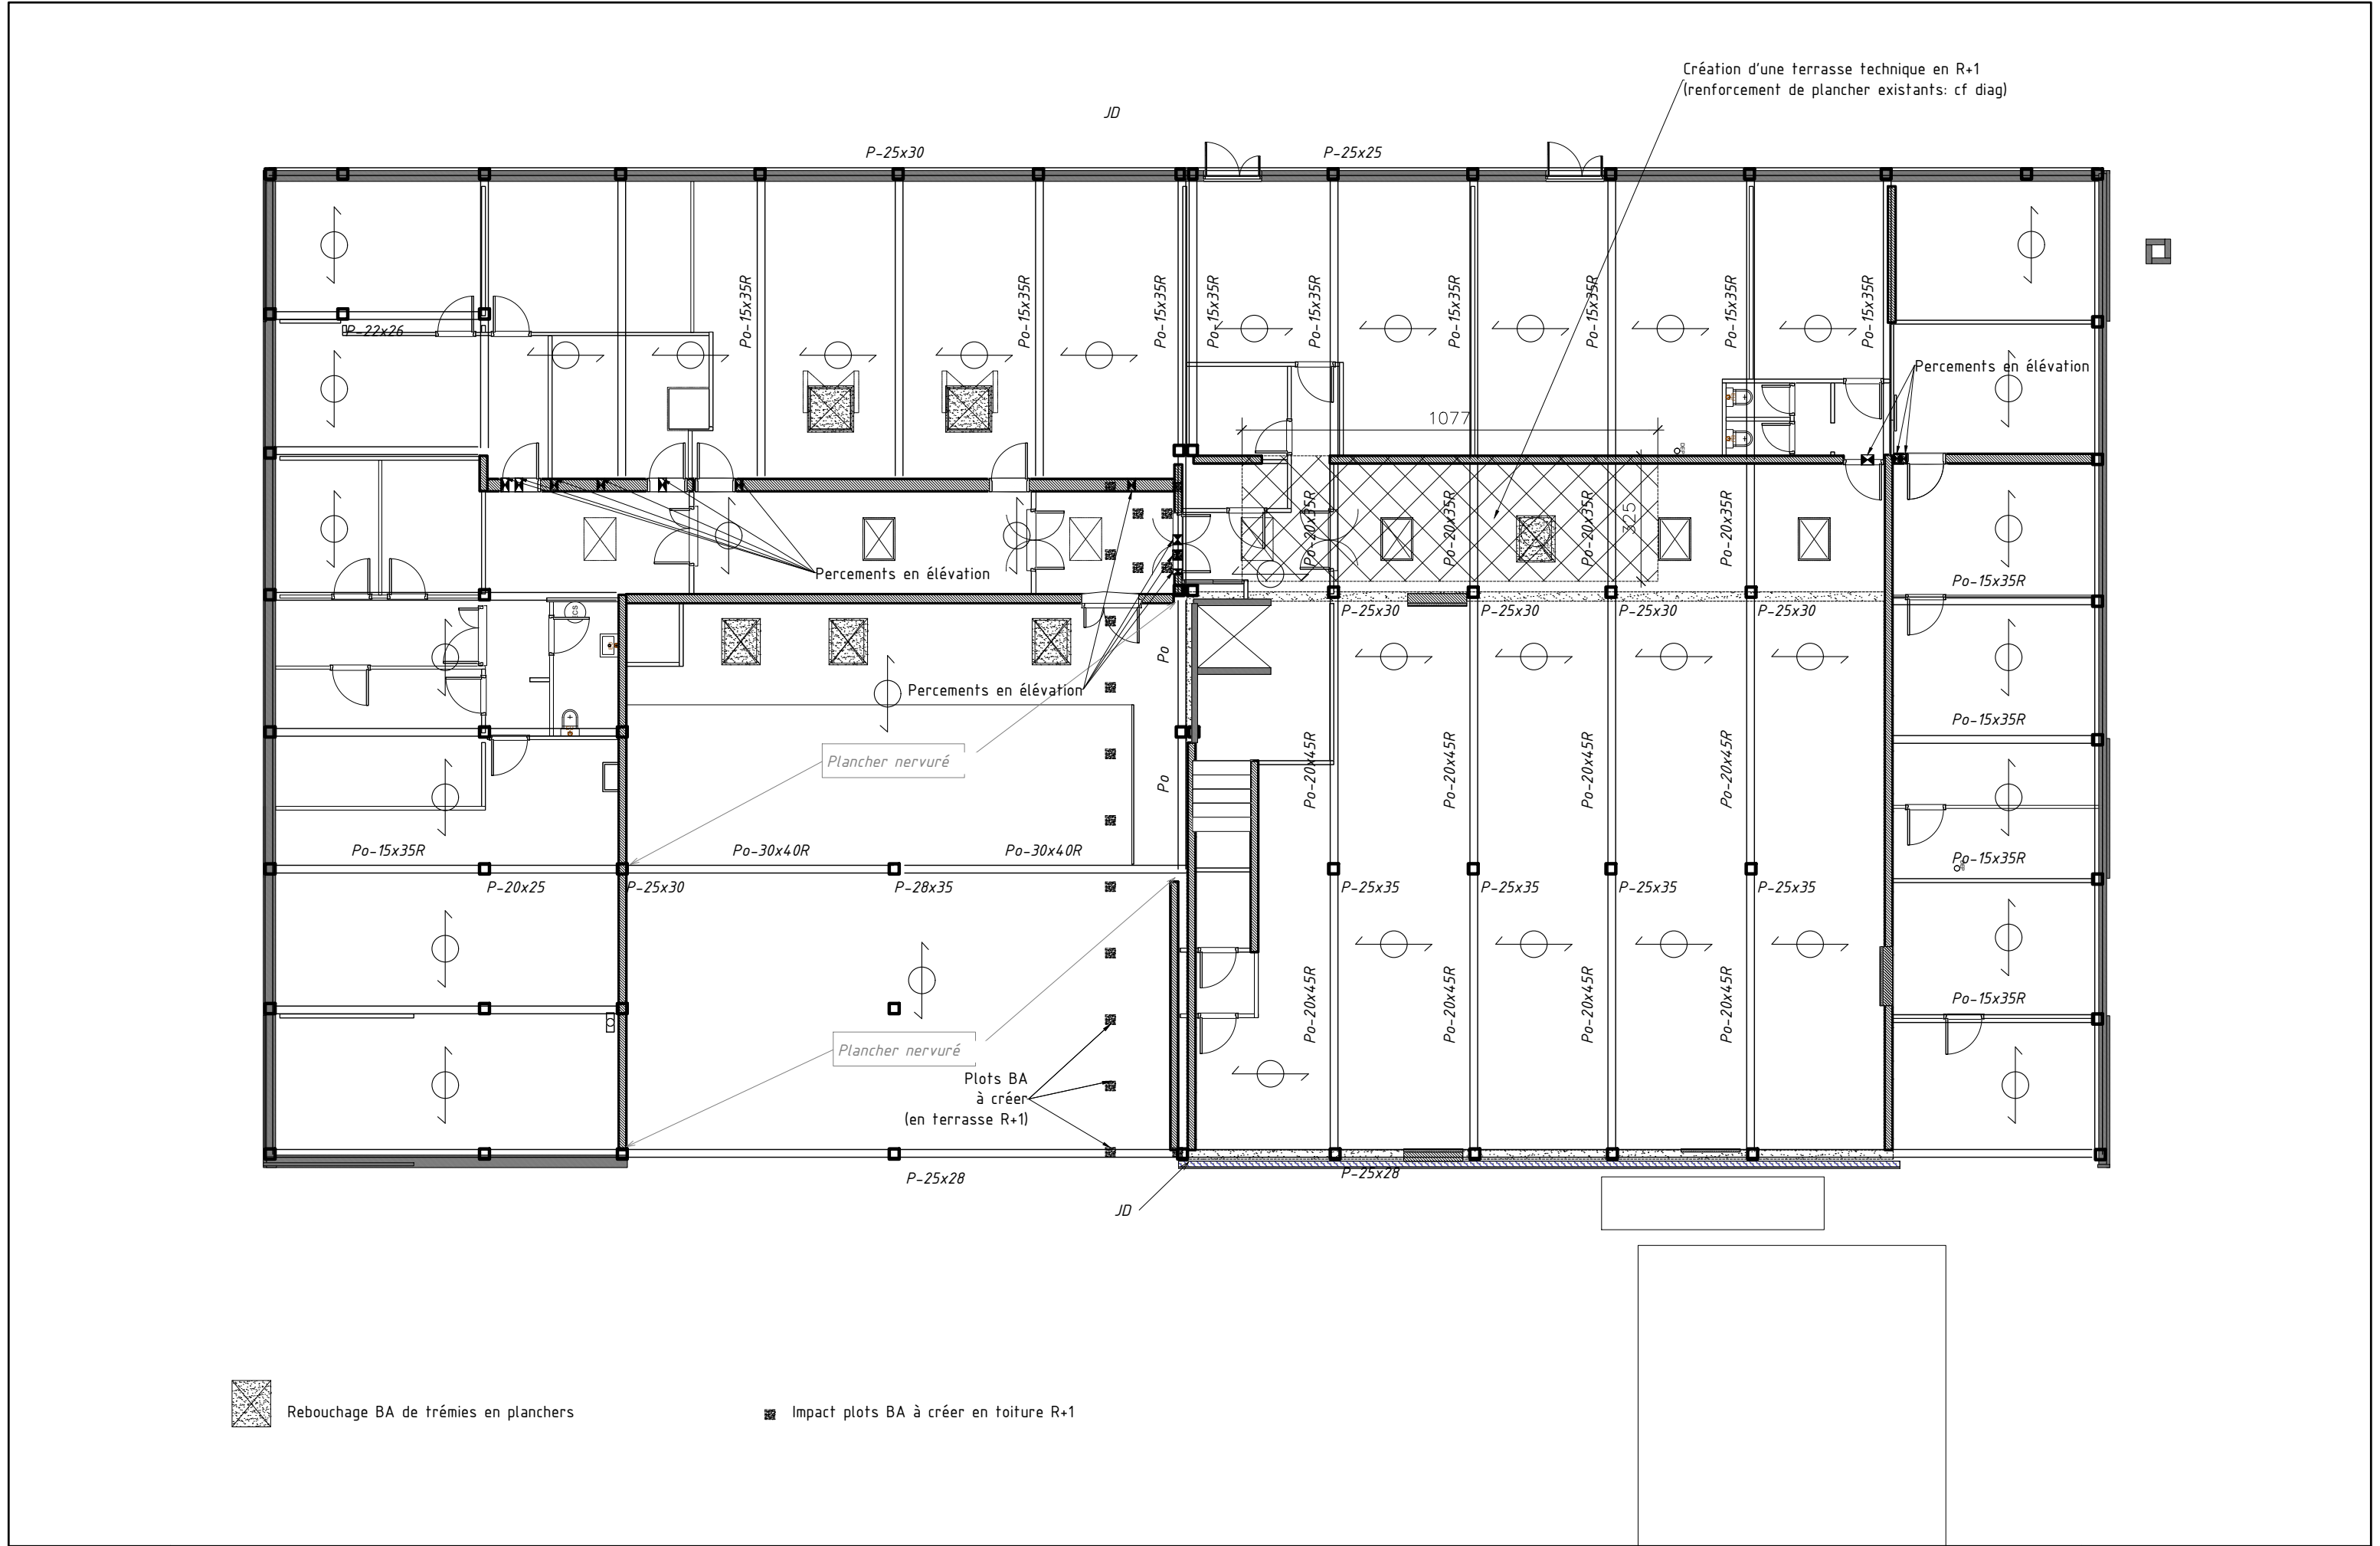 Création d'une terrasse technique en R+1
(renforcement de plancher existants: cf diag)
JD
P-25x30
P-25x25
P-22x26
Po-15x35R
Po-15x35R
Po-15x35R
Po-15x35R
Po-15x35R
Po-15x35R
Po-15x35R
Po-15x35R
Po-15x35R
Percements en élévation
1077
325
Po-20x35R
Po-20x35R
Po-20x35R
Po-20x35R
Percements en élévation
Po-15x35R
P-25x30
P-25x30
P-25x30
P-25x30
CS
Po
Percements en élévation
Po-15x35R
Plancher nervuré
Po
Po-20x45R
Po-20x45R
Po-20x45R
Po-20x45R
Po-15x35R
Po-30x40R
Po-30x40R
Po-15x35R
P-20x25
P-25x30
P-28x35
P-25x35
P-25x35
P-25x35
P-25x35
Po-20x45R
Po-20x45R
Po-20x45R
Po-20x45R
Po-15x35R
Plancher nervuré
Plots BA
à créer
(en terrasse R+1)
P-25x28
P-25x28
JD
Rebouchage BA de trémies en planchers
Impact plots BA à créer en toiture R+1